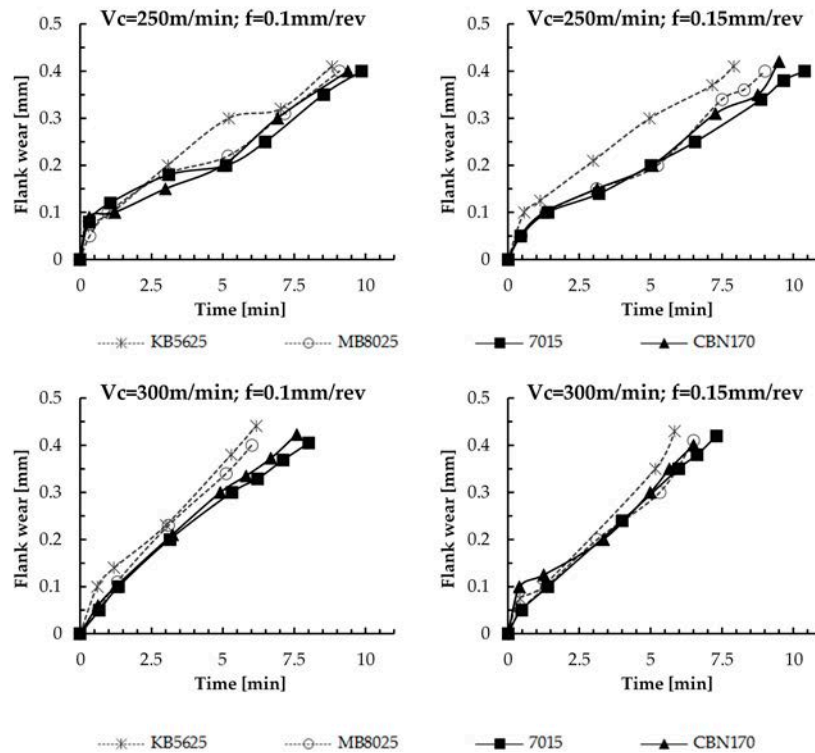 Vc=250m/min; f=0.1mm/rev
Flank wear [mm]
0.5
0.4
0.3
0.2
0.1
0
0 2.5 5 7.5 10
Time [min]
Vc=250m/min; f=0.15mm/rev
Flank wear [mm]
0.5
0.4
0.3
0.2
0.1
0
0 2.5 5 7.5 10
Time [min]
KB5625 MB8025 7015 CBN170
Vc=300m/min; f=0.1mm/rev
Flank wear [mm]
0.5
0.4
0.3
0.2
0.1
0
0 2.5 5 7.5 10
Time [min]
Vc=300m/min; f=0.15mm/rev
Flank wear [mm]
0.5
0.4
0.3
0.2
0.1
0
0 2.5 5 7.5 10
Time [min]
KB5625 MB8025 7015 CBN170